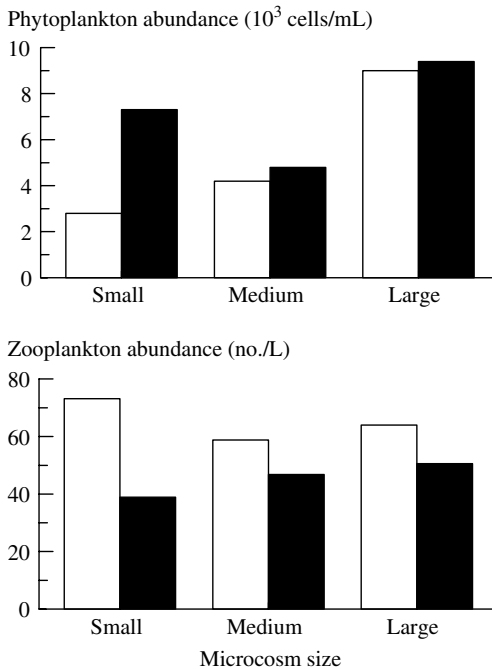 Phytoplankton abundance (10³ cells/mL)
10
8
6
4
2
0
Small Medium Large
Zooplankton abundance (no./L)
80
60
40
20
0
Small Medium Large
Microcosm size